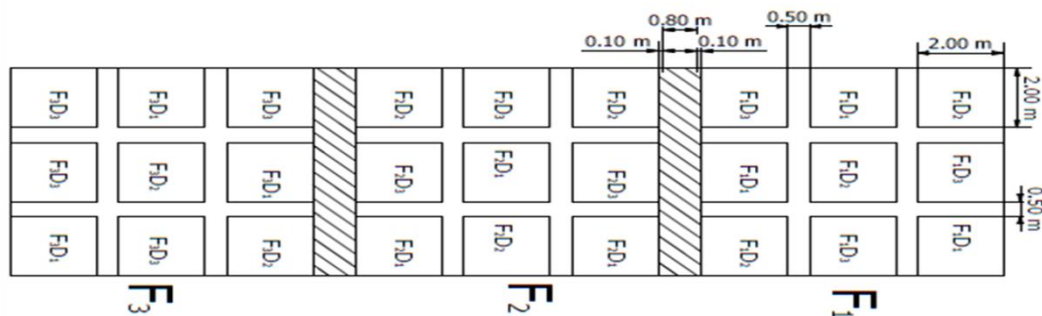 0.80 m 0.50 m
0.10 m 0.10 m 2.00 m
F₃D₃ F₃D₁ F₃D₃ F₂D₂ F₂D₃ F₂D₂ F₁D₃ F₁D₁ F₁D₂ 2.00 m
F₃D₃ F₃D₂ F₃D₁ F₂D₃ F₂D₁ F₂D₃ F₁D₁ F₁D₂ F₁D₃ 0.50 m
F₃D₁ F₃D₃ F₃D₂ F₂D₁ F₂D₂ F₂D₁ F₁D₂ F₁D₃ F₁D₁
F₃ F₂ F₁